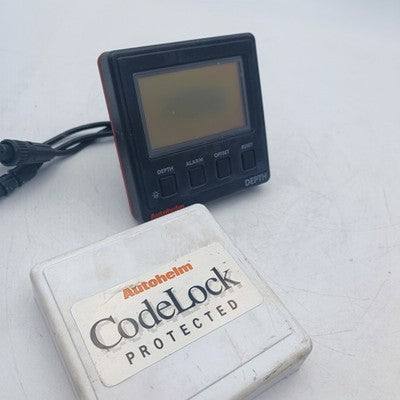 DEPTH ALARM OFFSET RESET
Autohelm DEPTH
Autohelm
CodeLock
PROTECTED